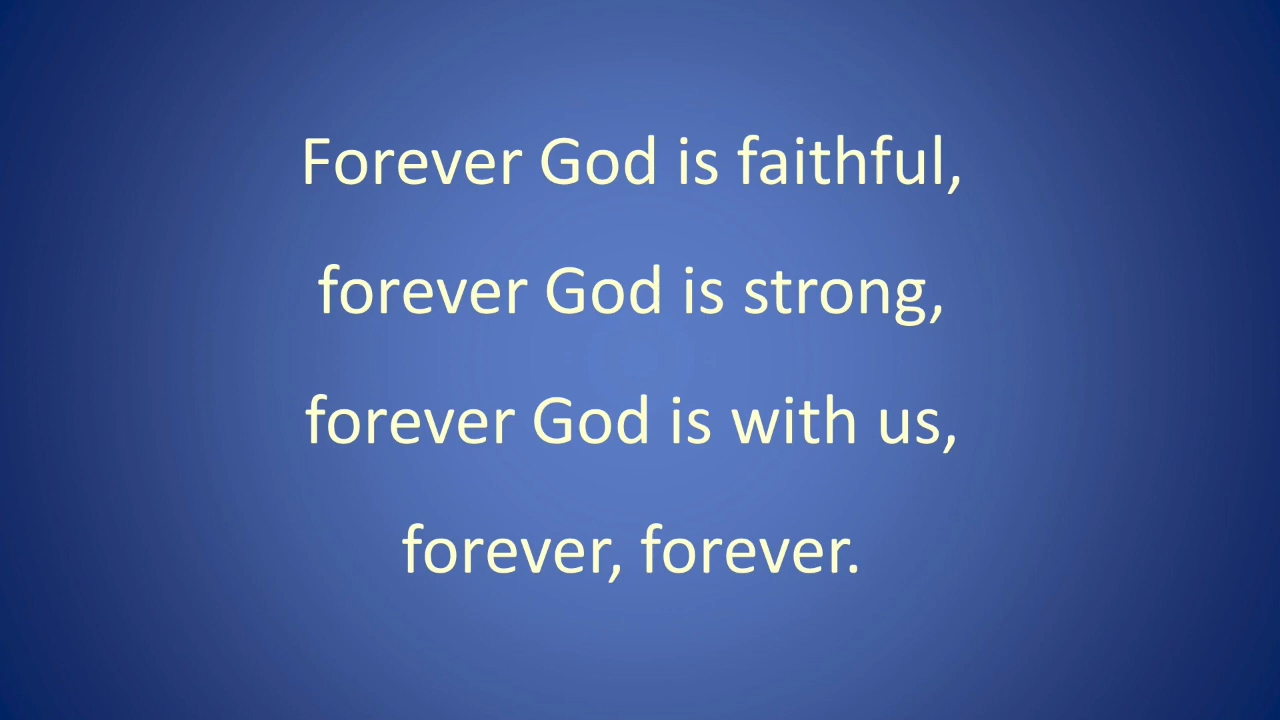 Forever God is faithful,
forever God is strong,
forever God is with us,
forever, forever.